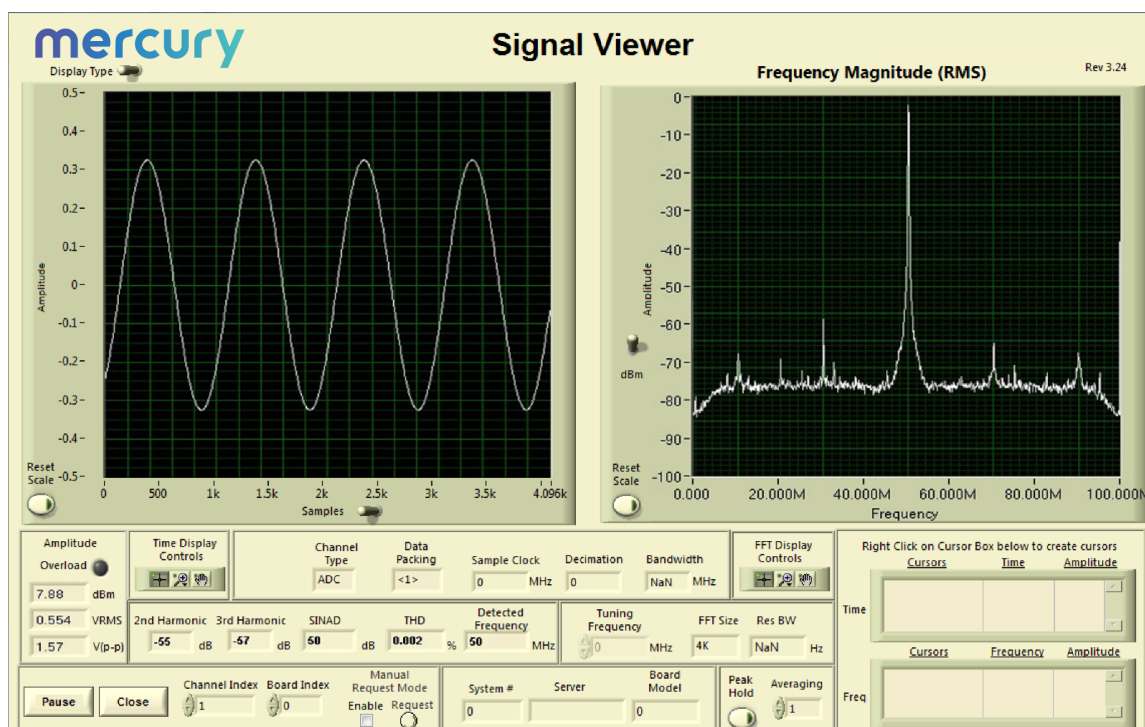 mercury
Signal Viewer
Display Type
Frequency Magnitude (RMS)
Rev 3.24
0.5
0.4
0.3
0.2
0.1
0
-0.1
-0.2
-0.3
-0.4
-0.5
Amplitude
Reset
Scale
0 500 1k 1.5k 2k 2.5k 3k 3.5k 4.096k
Samples
0
-10
-20
-30
-40
-50
-60
-70
-80
-90
-100
Amplitude
dBm
Reset
Scale
0.000 20.000M 40.000M 60.000M 80.000M 100.000M
Frequency
Amplitude
Overload
7.88 dBm
0.554 VRMS
1.57 V(p-p)
Time Display
Controls
Channel
Type
ADC
Data
Packing
<1>
Sample Clock
0 MHz
Decimation
0
Bandwidth
NaN MHz
FFT Display
Controls
2nd Harmonic
-55 dB
3rd Harmonic
-57 dB
SINAD
50 dB
THD
0.002 %
Detected
Frequency
50 MHz
Tuning
Frequency
0 MHz
FFT Size
4K
Res BW
NaN Hz
Right Click on Cursor Box below to create cursors
Cursors Time Amplitude
Time
Cursors Frequency Amplitude
Freq
Pause
Close
Channel Index
1
Board Index
0
Manual
Request Mode
Enable Request
System #
0
Server
Board
Model
0
Peak
Hold
Averaging
1